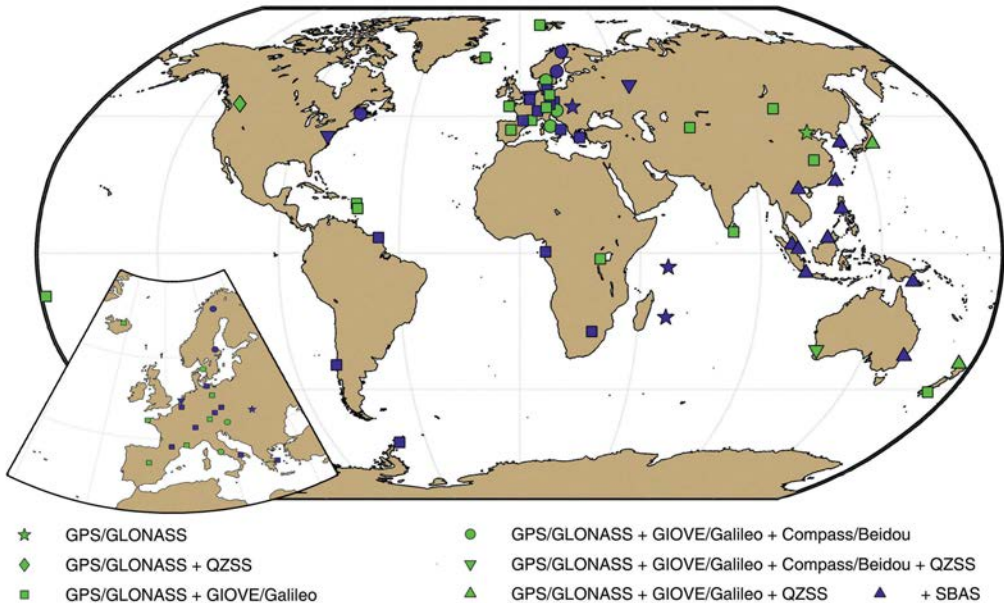 GPS/GLONASS
GPS/GLONASS + QZSS
GPS/GLONASS + GIOVE/Galileo
GPS/GLONASS + GIOVE/Galileo + Compass/Beidou
GPS/GLONASS + GIOVE/Galileo + Compass/Beidou + QZSS
GPS/GLONASS + GIOVE/Galileo + QZSS
+ SBAS